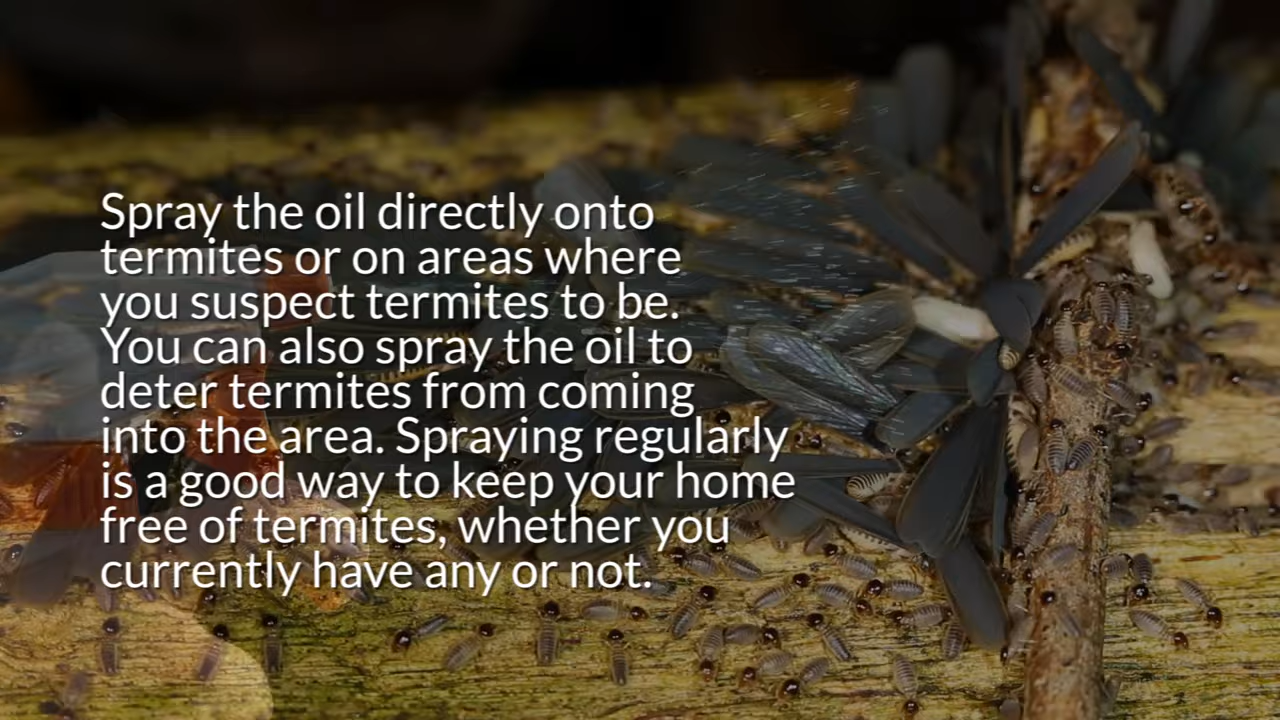 Spray the oil directly onto
termites or on areas where
you suspect termites to be.
You can also spray the oil to
deter termites from coming
into the area. Spraying regularly
is a good way to keep your home
free of termites, whether you
currently have any or not.